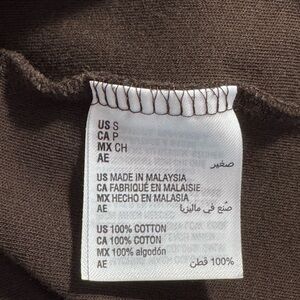 US S
CA P
MX CH
AE صغير
US MADE IN MALAYSIA
CA FABRIQUÉ EN MALAISIE
MX HECHO EN MALASIA
AE صنع في ماليزيا
US 100% COTTON
CA 100% COTON
MX 100% algodón
AE 100% قطن